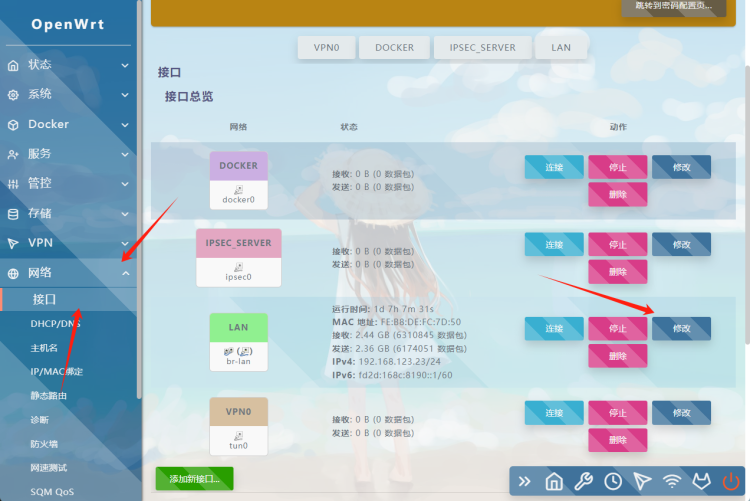 跳转到密码配置页...
OpenWrt
VPN0
DOCKER
IPSEC_SERVER
LAN
状态
系统
Docker
服务
管控
存储
VPN
网络
接口
DHCP/DNS
主机名
IP/MAC绑定
静态路由
诊断
防火墙
网速测试
SQM QoS
接口
接口总览
网络 状态 动作
DOCKER
docker0
接收: 0 B (0 数据包)
发送: 0 B (0 数据包)
连接 停止 修改
删除
IPSEC_SERVER
ipsec0
接收: 0 B (0 数据包)
发送: 0 B (0 数据包)
连接 停止 修改
删除
LAN
br-lan
运行时间: 1d 7h 7m 31s
MAC 地址: FE:B8:DE:FC:7D:50
接收: 2.44 GB (6310845 数据包)
发送: 2.36 GB (6174051 数据包)
IPv4: 192.168.123.23/24
IPv6: fd2d:168c:8190::1/60
连接 停止 修改
删除
VPN0
tun0
接收: 0 B (0 数据包)
发送: 0 B (0 数据包)
连接 停止 修改
删除
添加新接口...